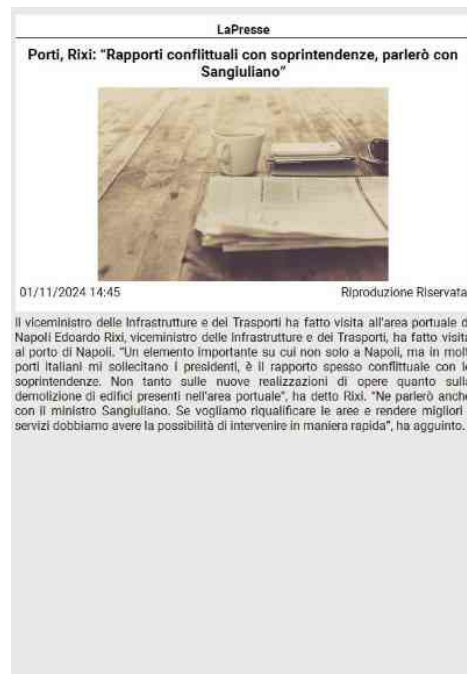 LaPresse
Porti, Rixi: “Rapporti conflittuali con soprintendenze, parlerò con
Sangiuliano”
01/11/2024 14:45 Riproduzione Riservata
Il viceministro delle Infrastrutture e dei Trasporti ha fatto visita all'area portuale d
Napoli Edoardo Rixi, viceministro delle Infrastrutture e dei Trasporti, ha fatto visita
al porto di Napoli. “Un elemento importante su cui non solo a Napoli, ma in molt
porti italiani mi sollecitano i presidenti, è il rapporto spesso conflittuale con le
soprintendenze. Non tanto sulle nuove realizzazioni di opere quanto sulla
demolizione di edifici presenti nell'area portuale”, ha detto Rixi. “Ne parlerò anche
con il ministro Sangiuliano. Se vogliamo riqualificare le aree e rendere migliori
servizi dobbiamo avere la possibilità di intervenire in maniera rapida”, ha agguinto.